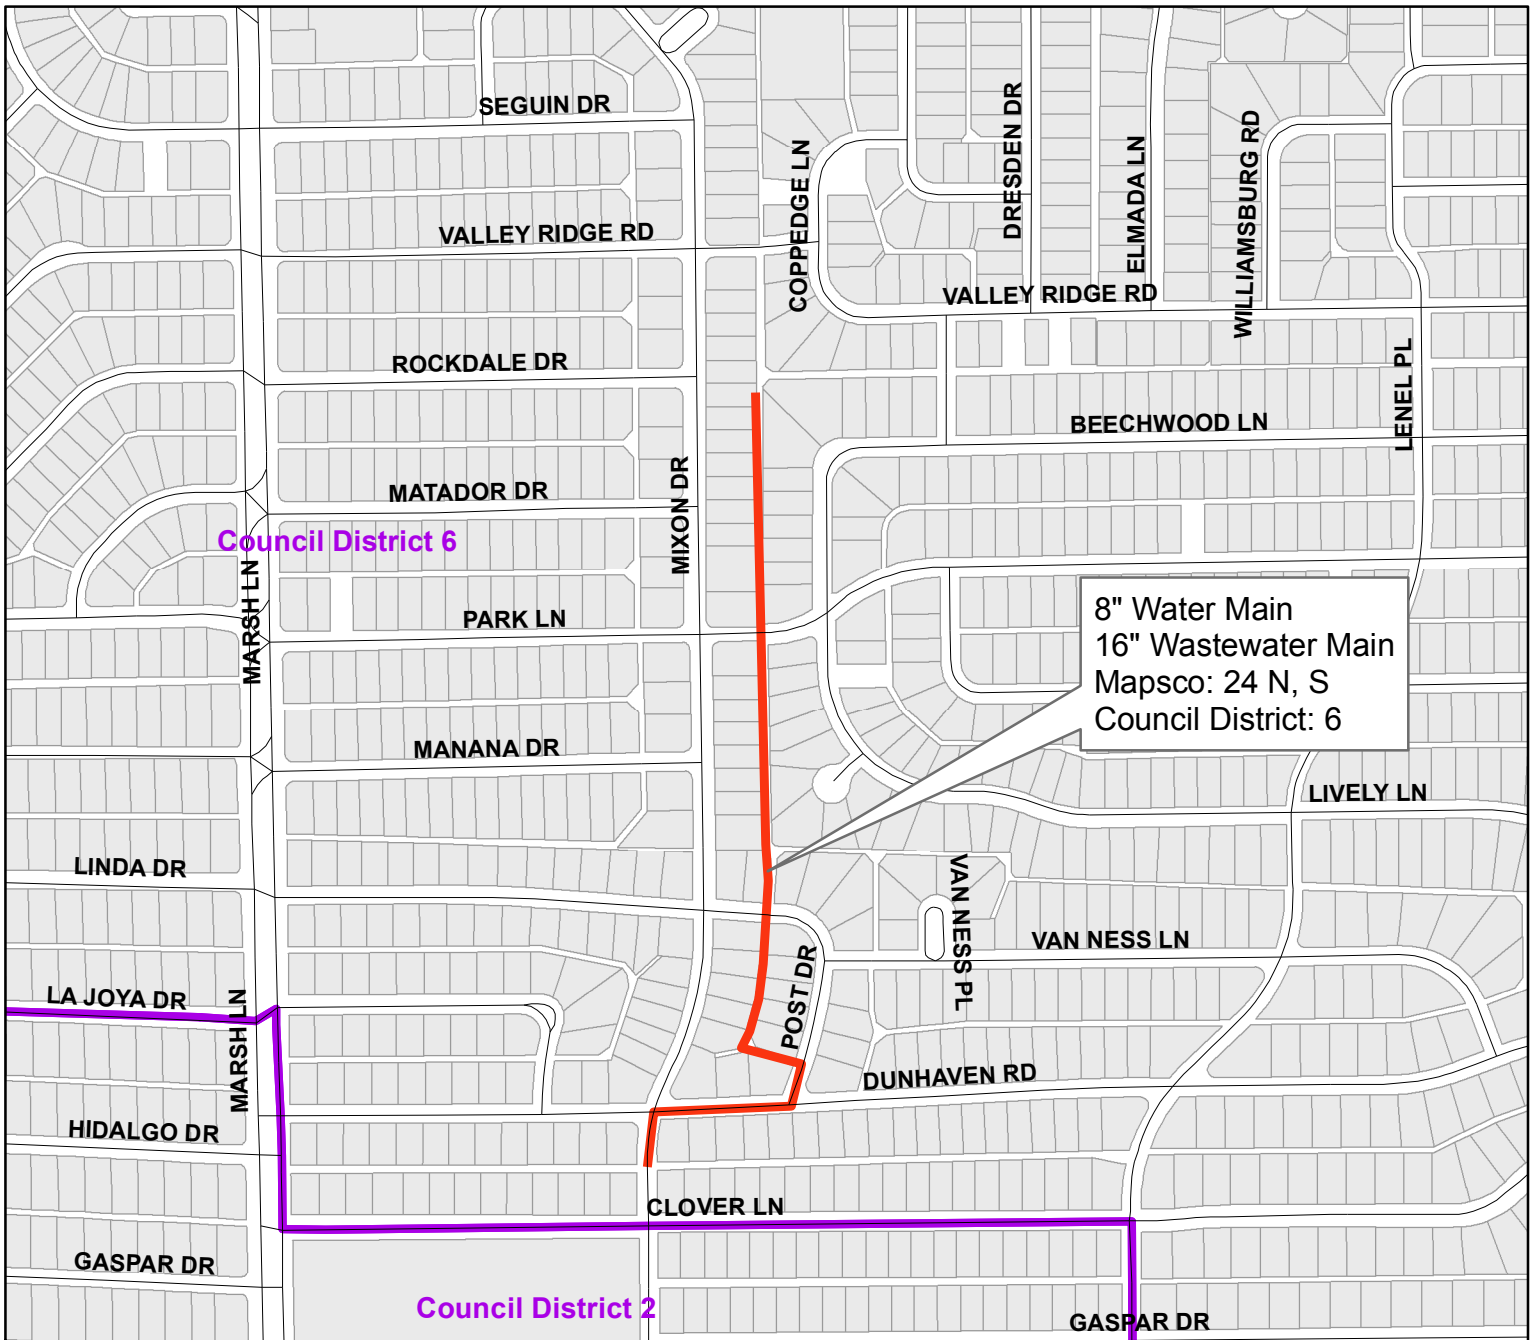 SEGUIN DR
DRESDEN DR
COPPEDGE LN
ELMADA LN
WILLIAMSBURG RD
VALLEY RIDGE RD
VALLEY RIDGE RD
ROCKDALE DR
LENEL PL
BEECHWOOD LN
MATADOR DR
MIXON DR
Council District 6
MARSH LN
PARK LN
8" Water Main
16" Wastewater Main
Mapsco: 24 N, S
Council District: 6
MANANA DR
LIVELY LN
LINDA DR
VAN NESS PL
VAN NESS LN
POST DR
LA JOYA DR
MARSH LN
DUNHAVEN RD
HIDALGO DR
CLOVER LN
GASPAR DR
Council District 2
GASPAR DR